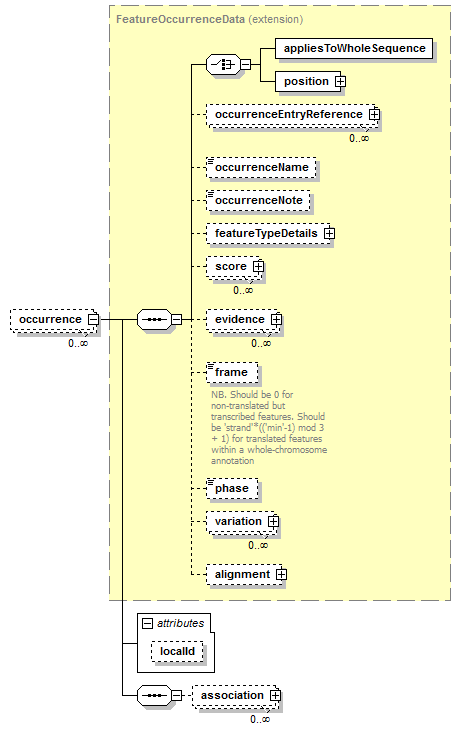 FeatureOccurrenceData (extension)
appliesToWholeSequence
position
occurrenceEntryReference
0..∞
occurrenceName
occurrenceNote
featureTypeDetails
score
0..∞
occurrence
0..∞
evidence
0..∞
frame
NB. Should be 0 for
non-translated but
transcribed features. Should
be 'strand'*(('min'-1) mod 3
+ 1) for translated features
within a whole-chromosome
annotation
phase
variation
0..∞
alignment
attributes
localId
association
0..∞